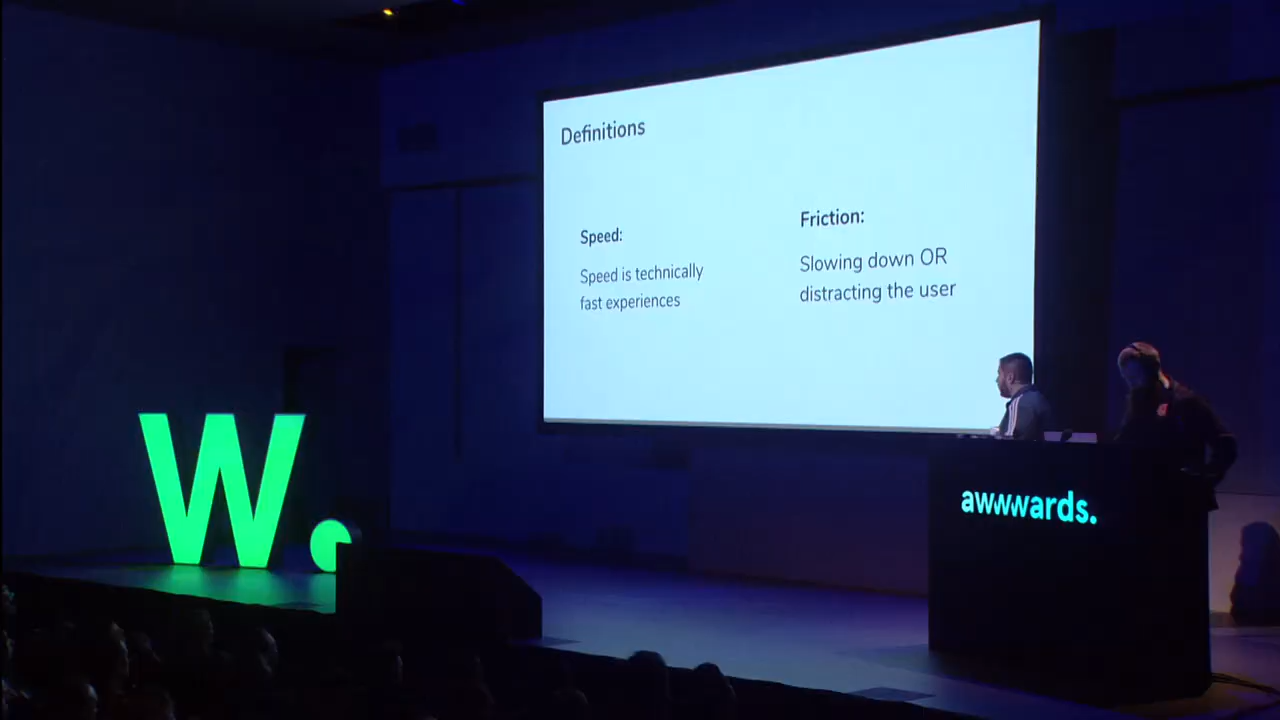 Definitions
Speed:
Speed is technically
fast experiences
Friction:
Slowing down OR
distracting the user
W.
awwwards.